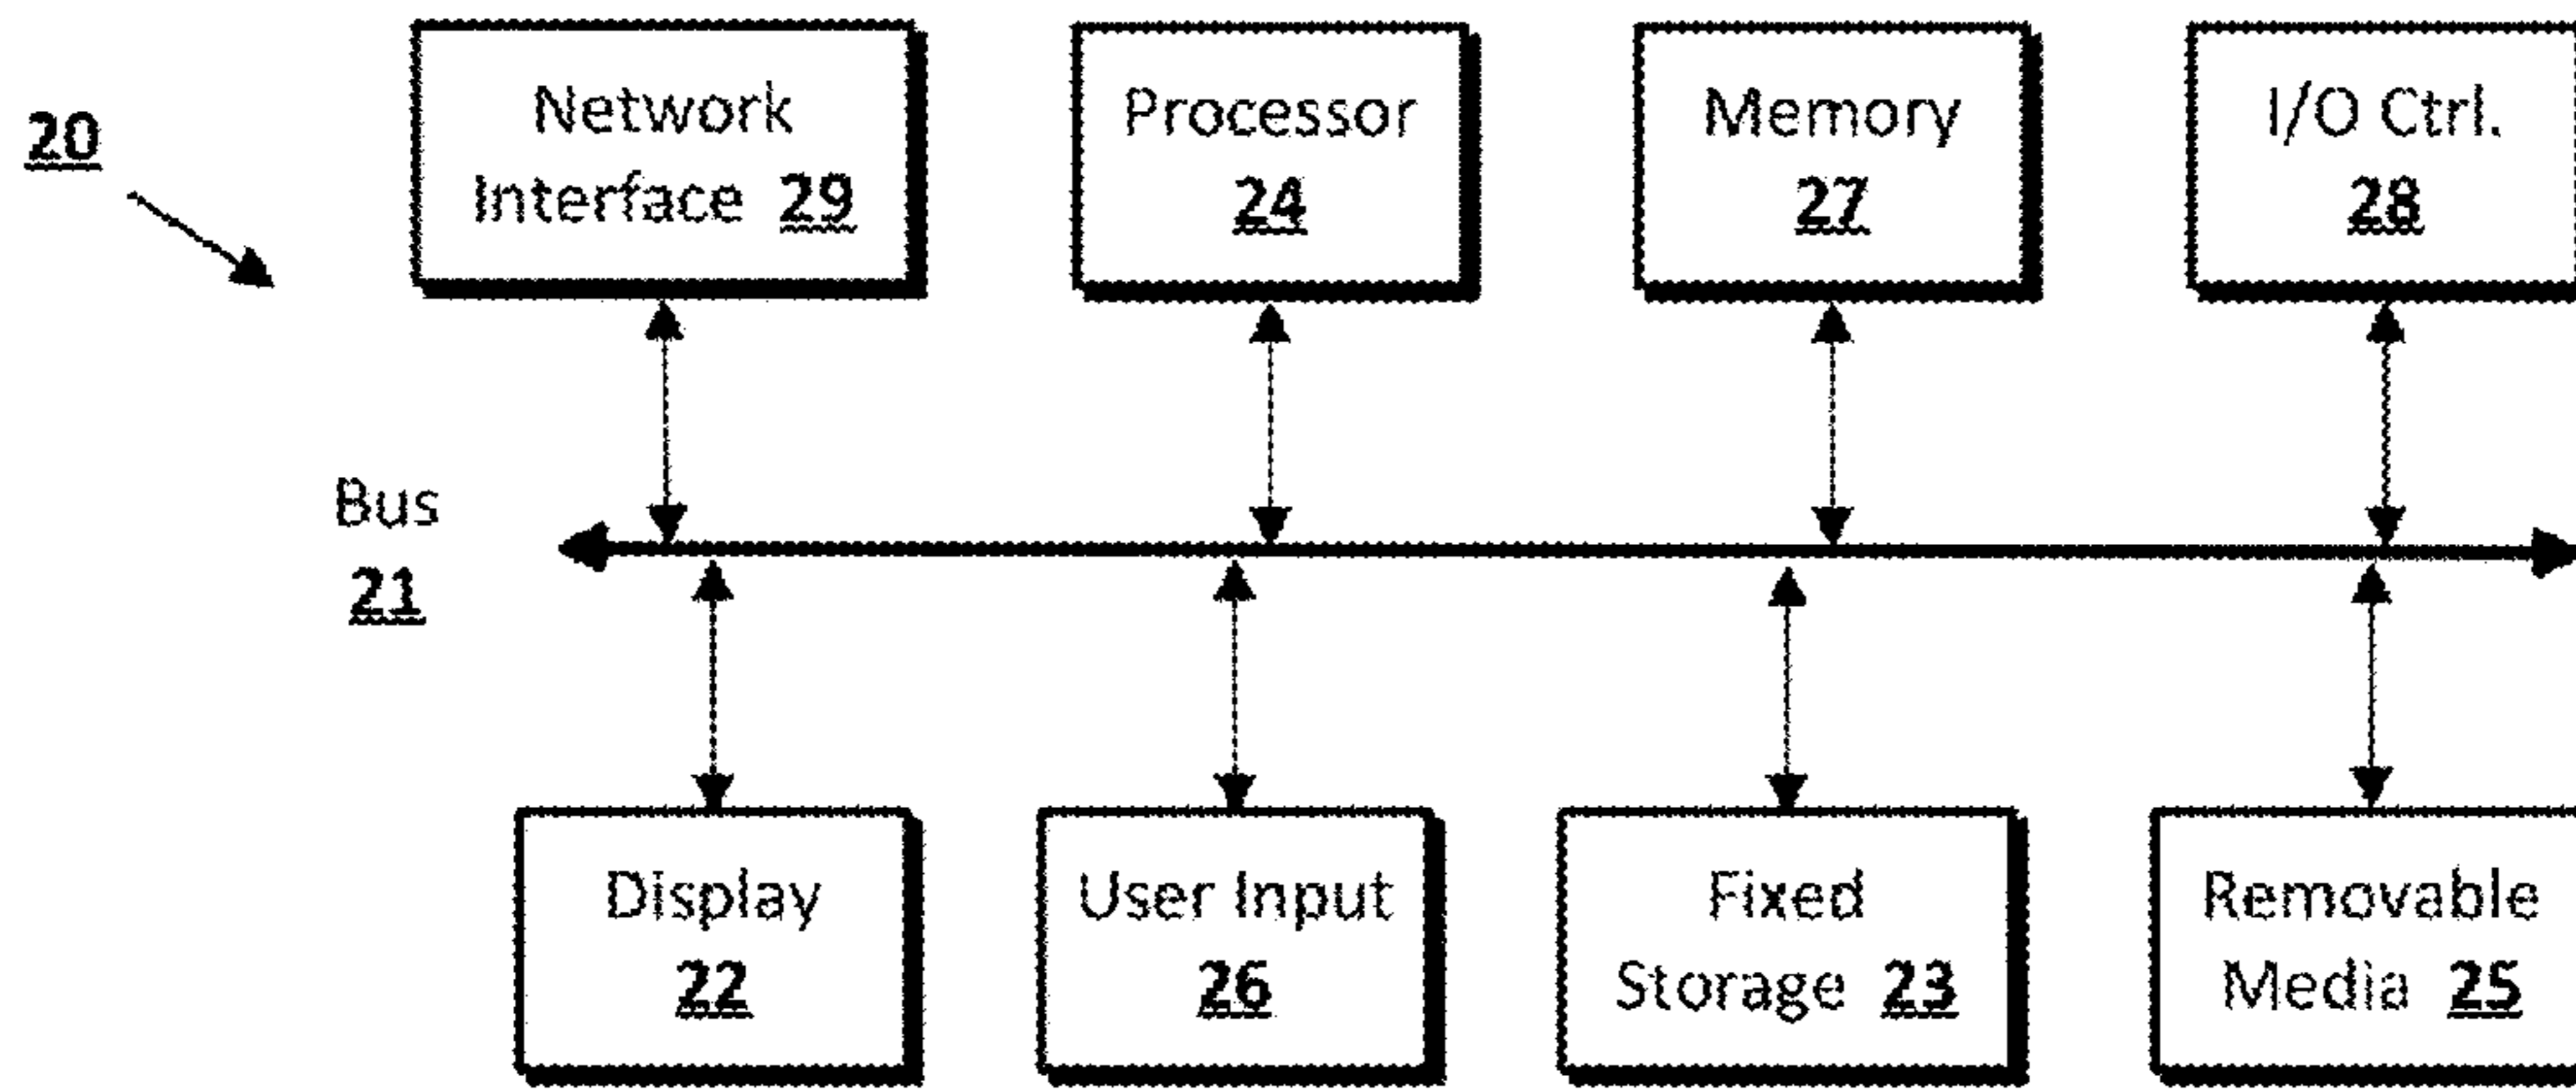 20
Network
Interface 29
Processor
24
Memory
27
I/O Ctrl.
28
Bus
21
Display
22
User Input
26
Fixed
Storage 23
Removable
Media 25